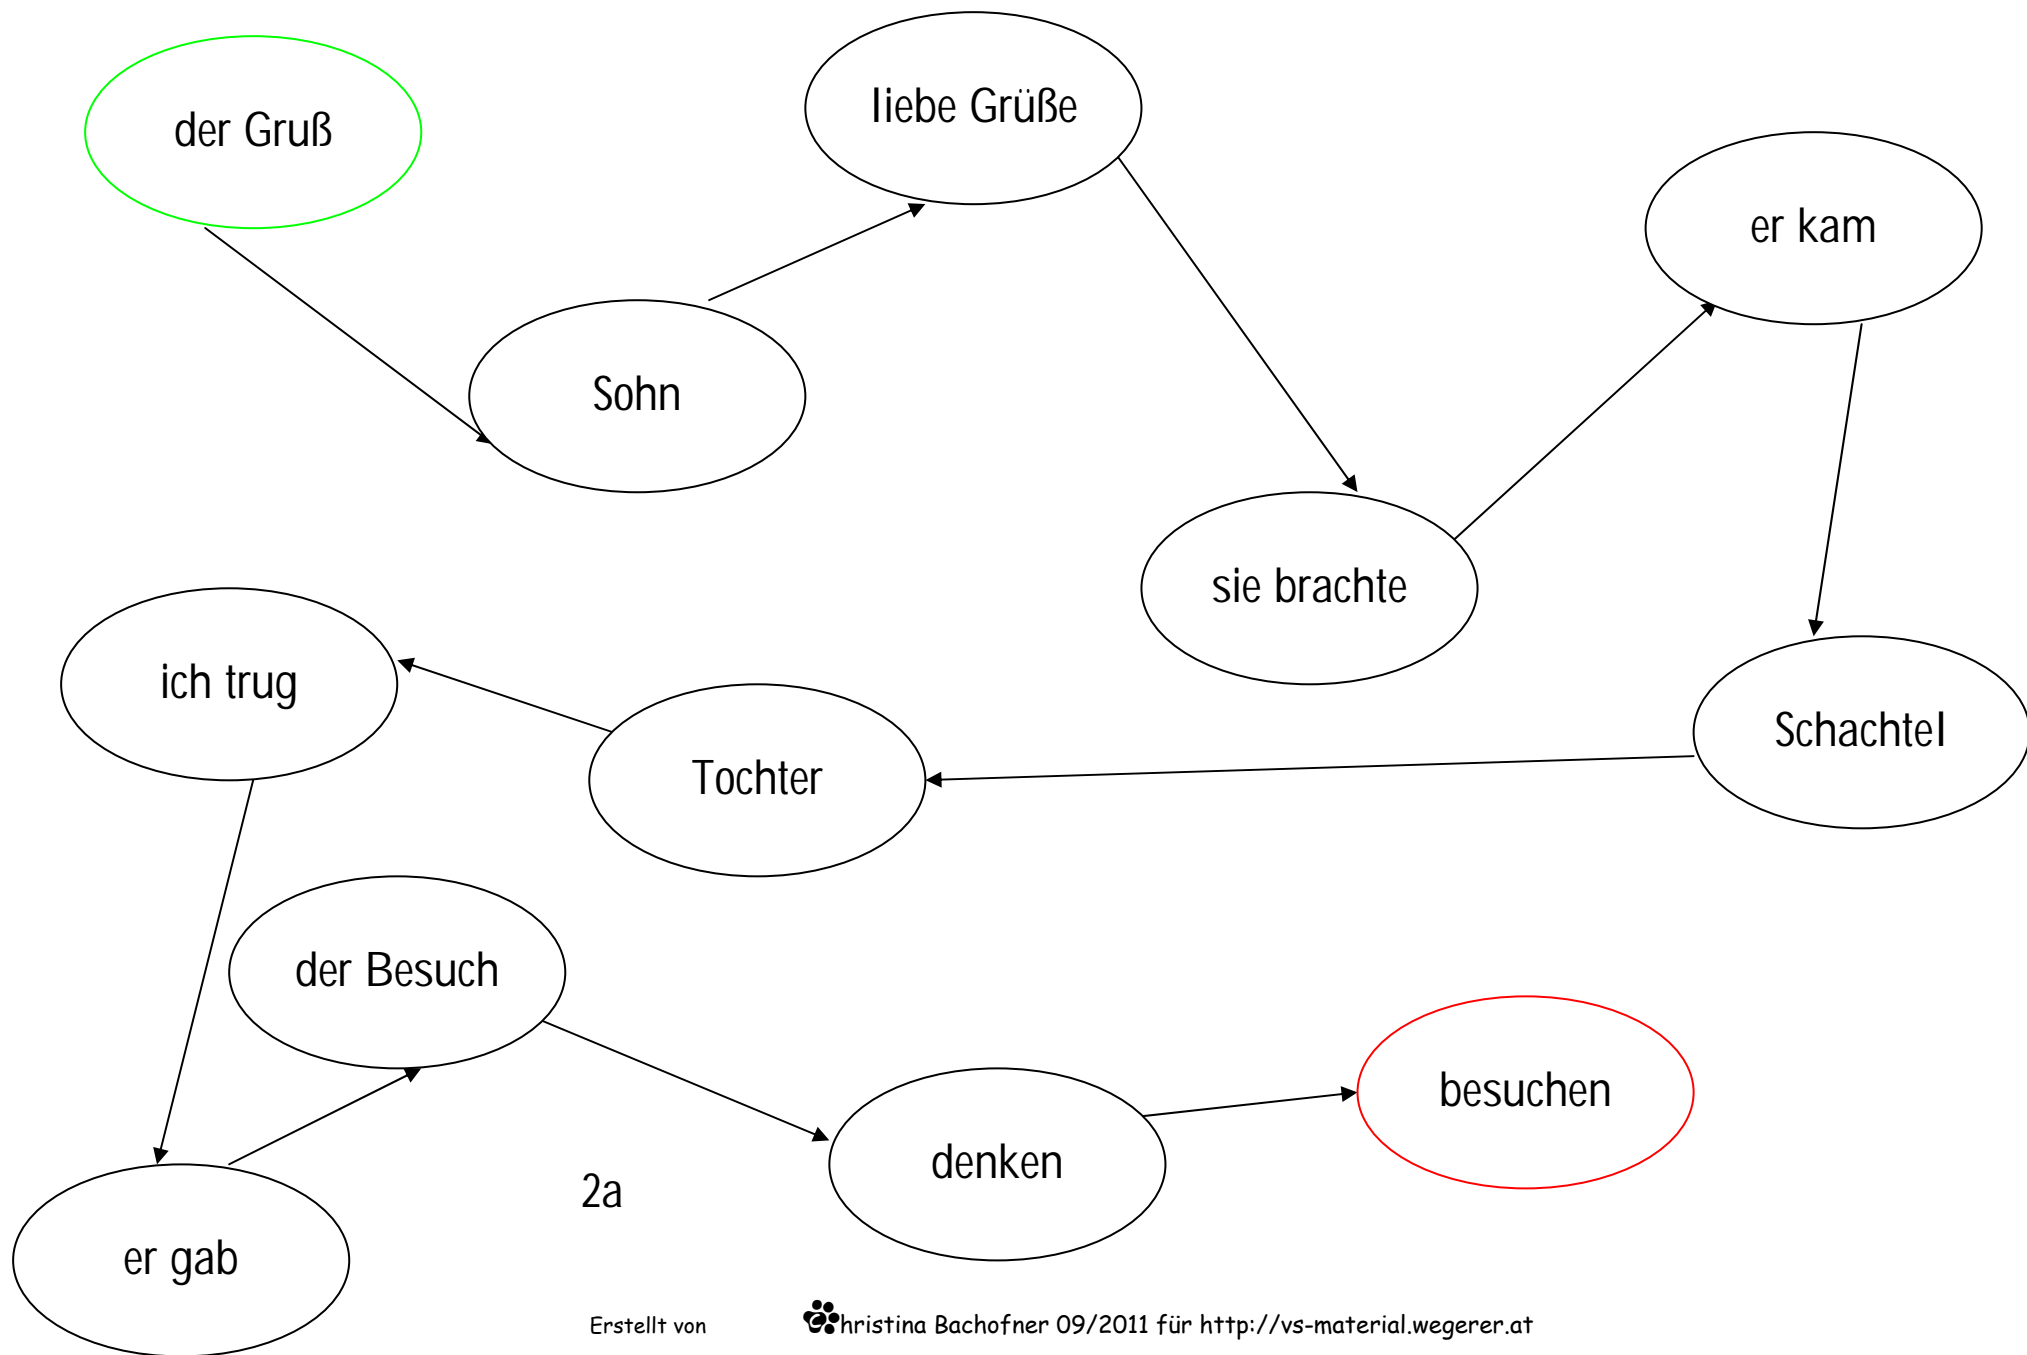 der Gruß
Sohn
liebe Grüße
sie brachte
er kam
Schachtel
Tochter
ich trug
er gab
der Besuch
denken
besuchen
2a
Erstellt von Christina Bachofner 09/2011 für http://vs-material.wegerer.at